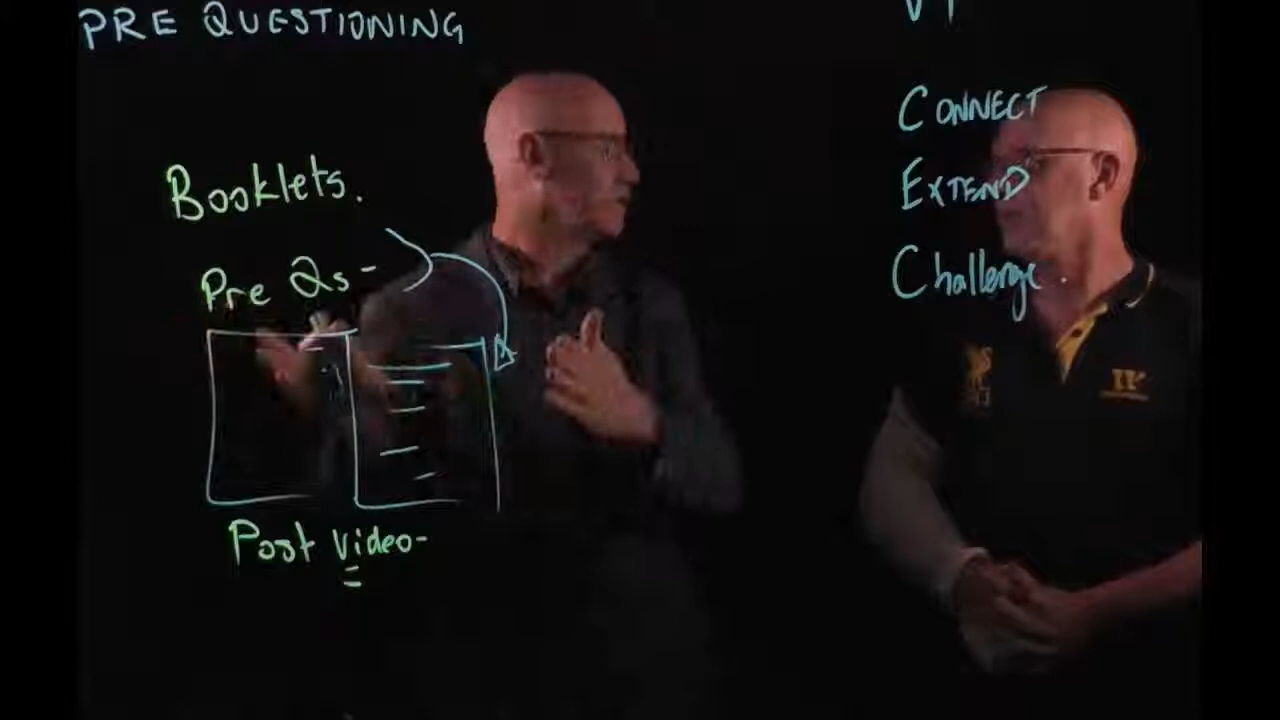 PRE QUESTIONING
Booklets.
Pre Qs-
Post video-
CONNECT
EXTEND
Challenge.